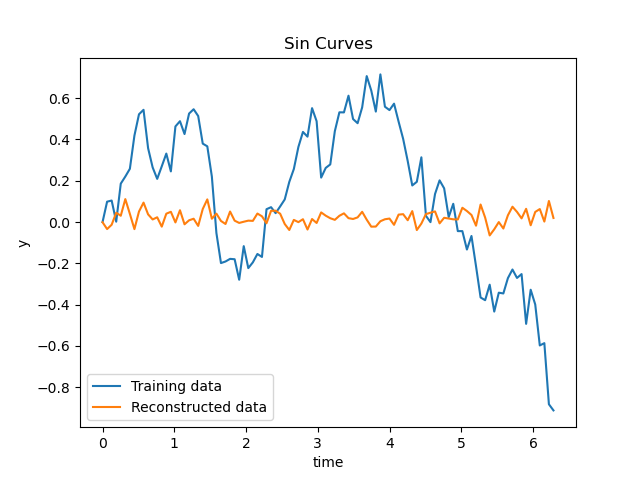 Sin Curves
y
0.6
0.4
0.2
0.0
−0.2
−0.4
−0.6
−0.8
Training data
Reconstructed data
0 1 2 3 4 5 6
time